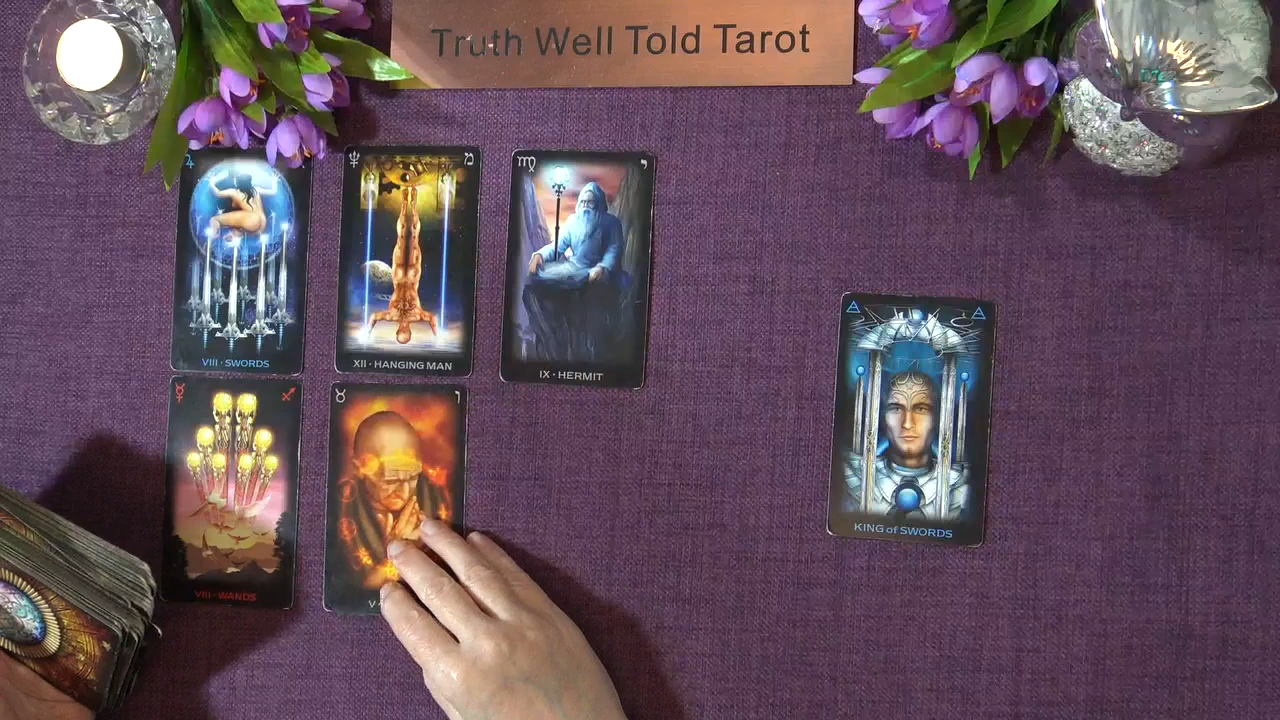 Truth Well Told Tarot
VIII · SWORDS
XII · HANGING MAN
מ
IX · HERMIT
י
KING of SWORDS
VIII · WANDS
ו
V